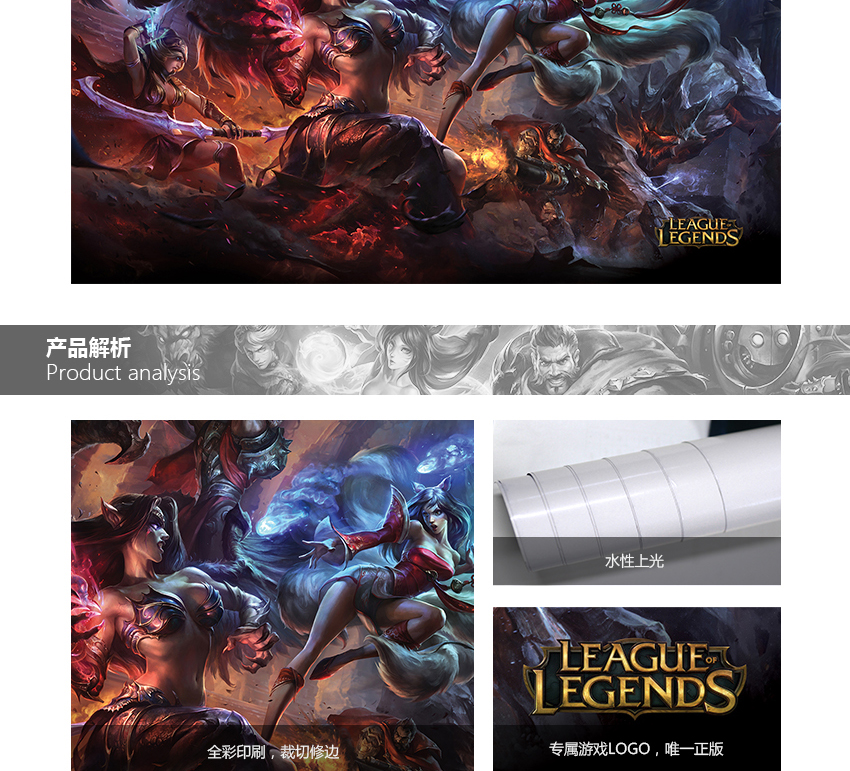 LEAGUE OF
LEGENDS
产品解析
Product analysis
水性上光
全彩印刷，裁切修边
LEAGUE OF
LEGENDS
专属游戏LOGO，唯一正版